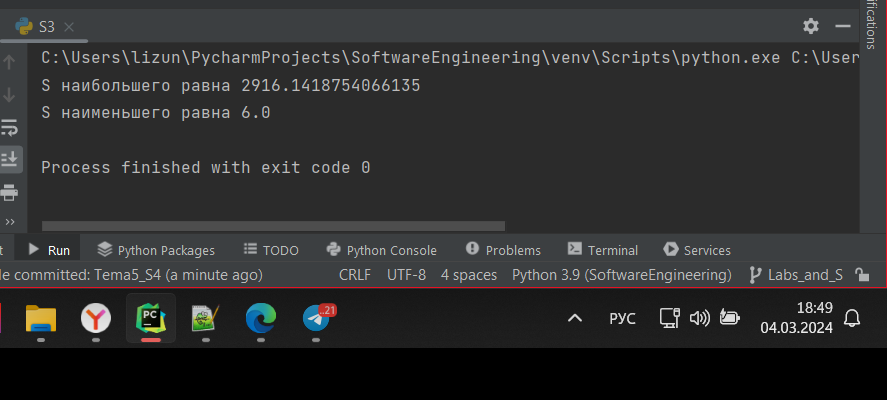 S3
ifications
C:\Users\lizun\PycharmProjects\SoftwareEngineering\venv\Scripts\python.exe C:\User
S наибольшего равна 2916.1418754066135
S наименьшего равна 6.0
Process finished with exit code 0
t Run Python Packages TODO Python Console Problems Terminal Services
le committed: Tema5_S4 (a minute ago) CRLF UTF-8 4 spaces Python 3.9 (SoftwareEngineering) Labs_and_S
PC ..21 РУС 18:49
04.03.2024